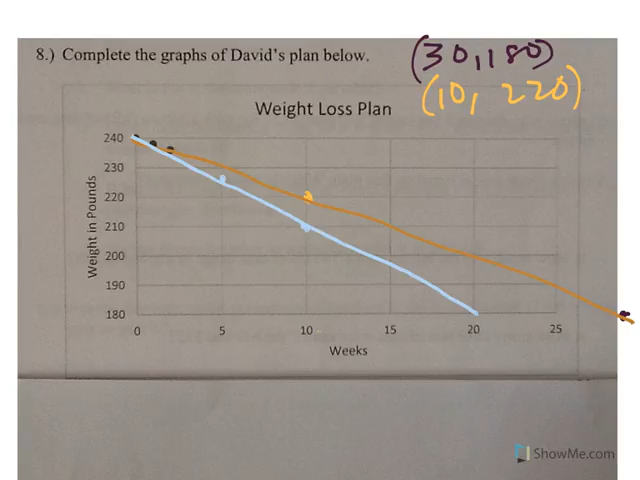 8.) Complete the graphs of David's plan below.
(30,180)
(10, 220)
Weight Loss Plan
Weight in Pounds
240
230
220
210
200
190
180
0 5 10 15 20 25
Weeks
ShowMe.com